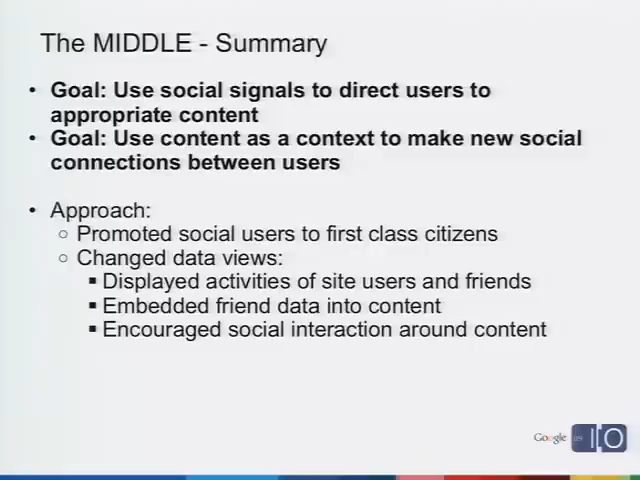 The MIDDLE - Summary
• Goal: Use social signals to direct users to
appropriate content
• Goal: Use content as a context to make new social
connections between users
• Approach:
○ Promoted social users to first class citizens
○ Changed data views:
▪ Displayed activities of site users and friends
▪ Embedded friend data into content
▪ Encouraged social interaction around content
Google IO